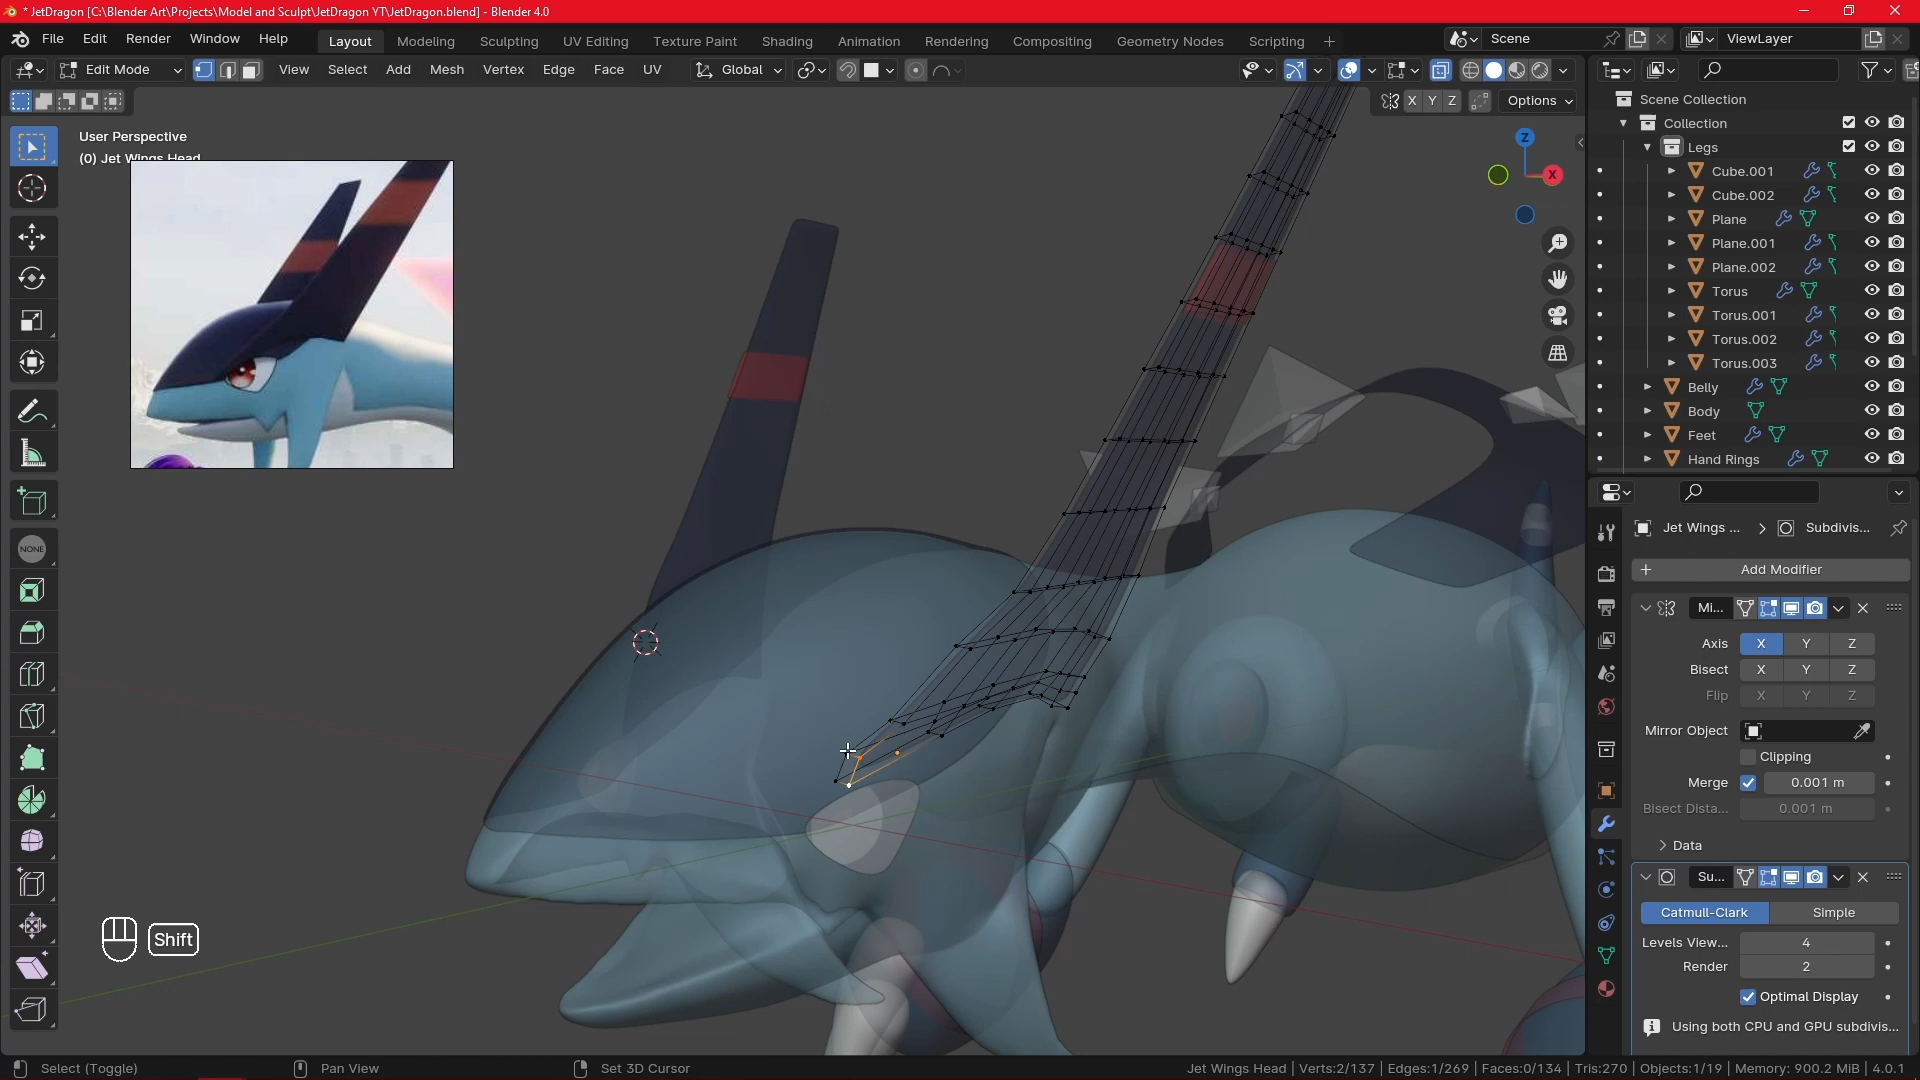 * JetDragon [C:\Blender Art\Projects\Model and Sculpt\JetDragon YT\JetDragon.blend] - Blender 4.0
File Edit Render Window Help Layout Modeling Sculpting UV Editing Texture Paint Shading Animation Rendering Compositing Geometry Nodes Scripting + Scene ViewLayer
Edit Mode View Select Add Mesh Vertex Edge Face UV Global
X Y Z Options
User Perspective
(0) Jet Wings Head
Z
X
NONE
Shift
Scene Collection
Collection
Legs
Cube.001
Cube.002
Plane
Plane.001
Plane.002
Torus
Torus.001
Torus.002
Torus.003
Belly
Body
Feet
Hand Rings
Jet Wings ... Subdivis...
+ Add Modifier
Mi...
Axis X Y Z
Bisect X Y Z
Flip X Y Z
Mirror Object
Clipping
Merge 0.001 m
Bisect Dista... 0.001 m
Data
Su...
Catmull-Clark Simple
Levels View... 4
Render 2
Optimal Display
Using both CPU and GPU subdivis...
Select (Toggle) Pan View Set 3D Cursor Jet Wings Head | Verts:2/137 | Edges:1/269 | Faces:0/134 | Tris:270 | Objects:1/19 | Memory: 900.2 MiB | 4.0.1